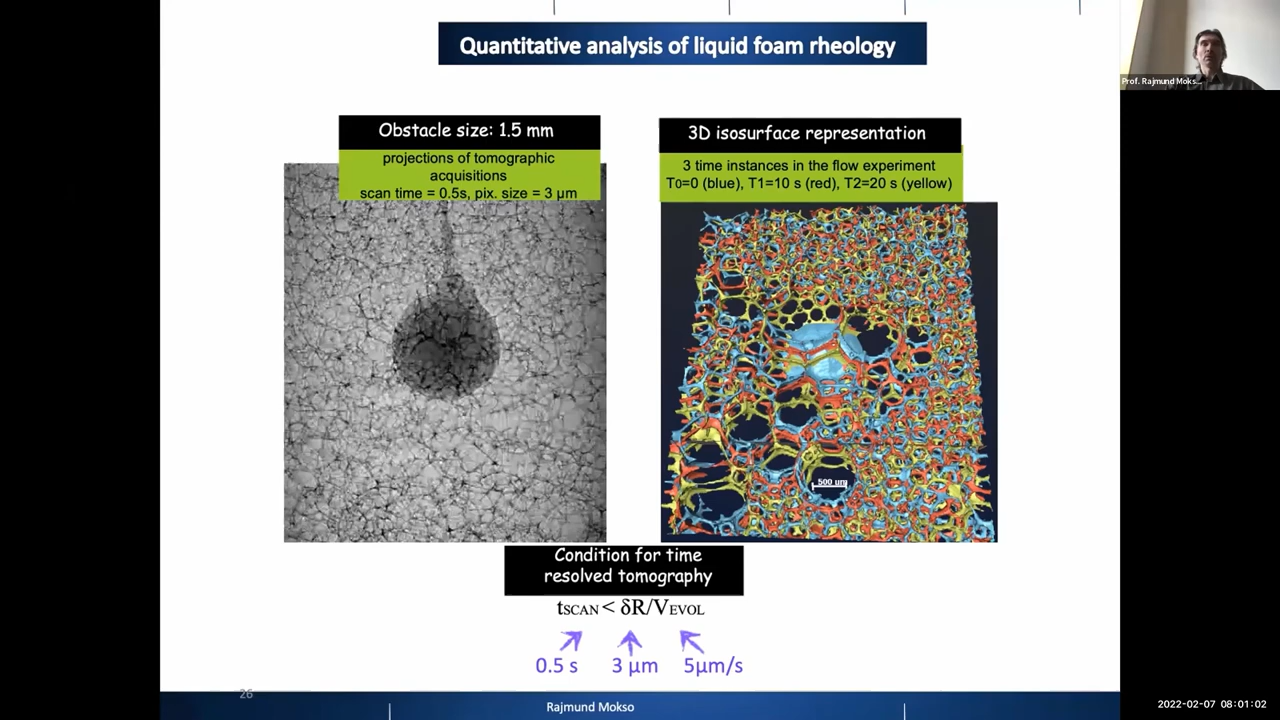 Quantitative analysis of liquid foam rheology
Prof. Rajmund Moks...
Obstacle size: 1.5 mm
projections of tomographic
acquisitions
scan time = 0.5s, pix. size = 3 µm
3D isosurface representation
3 time instances in the flow experiment
T0=0 (blue), T1=10 s (red), T2=20 s (yellow)
500 um
Condition for time
resolved tomography
tSCAN < δR/VEVOL
0.5 s 3 µm 5µm/s
26
Rajmund Mokso
2022-02-07 08:01:02